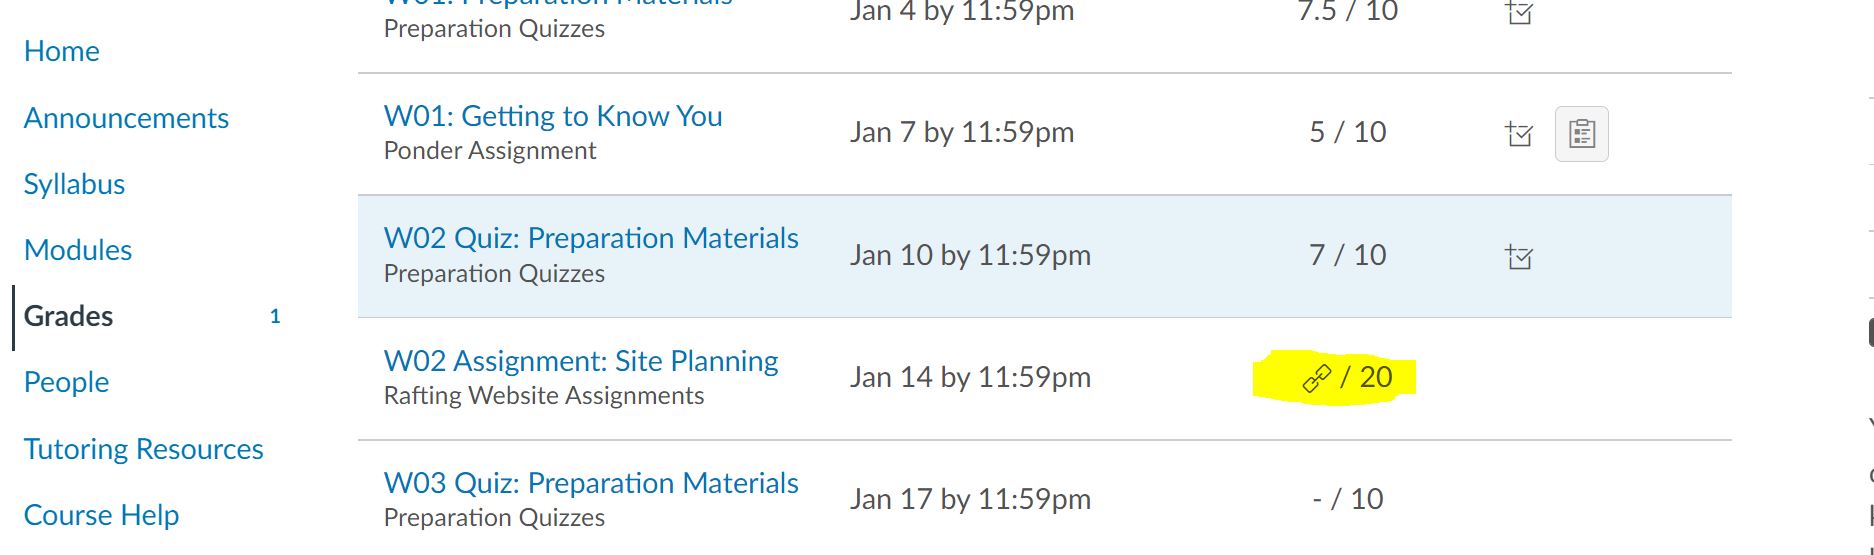 Home
Announcements
Syllabus
Modules
Grades 1
People
Tutoring Resources
Course Help
W01: Preparation Materials Jan 4 by 11:59pm 7.5 / 10
Preparation Quizzes
W01: Getting to Know You Jan 7 by 11:59pm 5 / 10
Ponder Assignment
W02 Quiz: Preparation Materials Jan 10 by 11:59pm 7 / 10
Preparation Quizzes
W02 Assignment: Site Planning Jan 14 by 11:59pm / 20
Rafting Website Assignments
W03 Quiz: Preparation Materials Jan 17 by 11:59pm - / 10
Preparation Quizzes